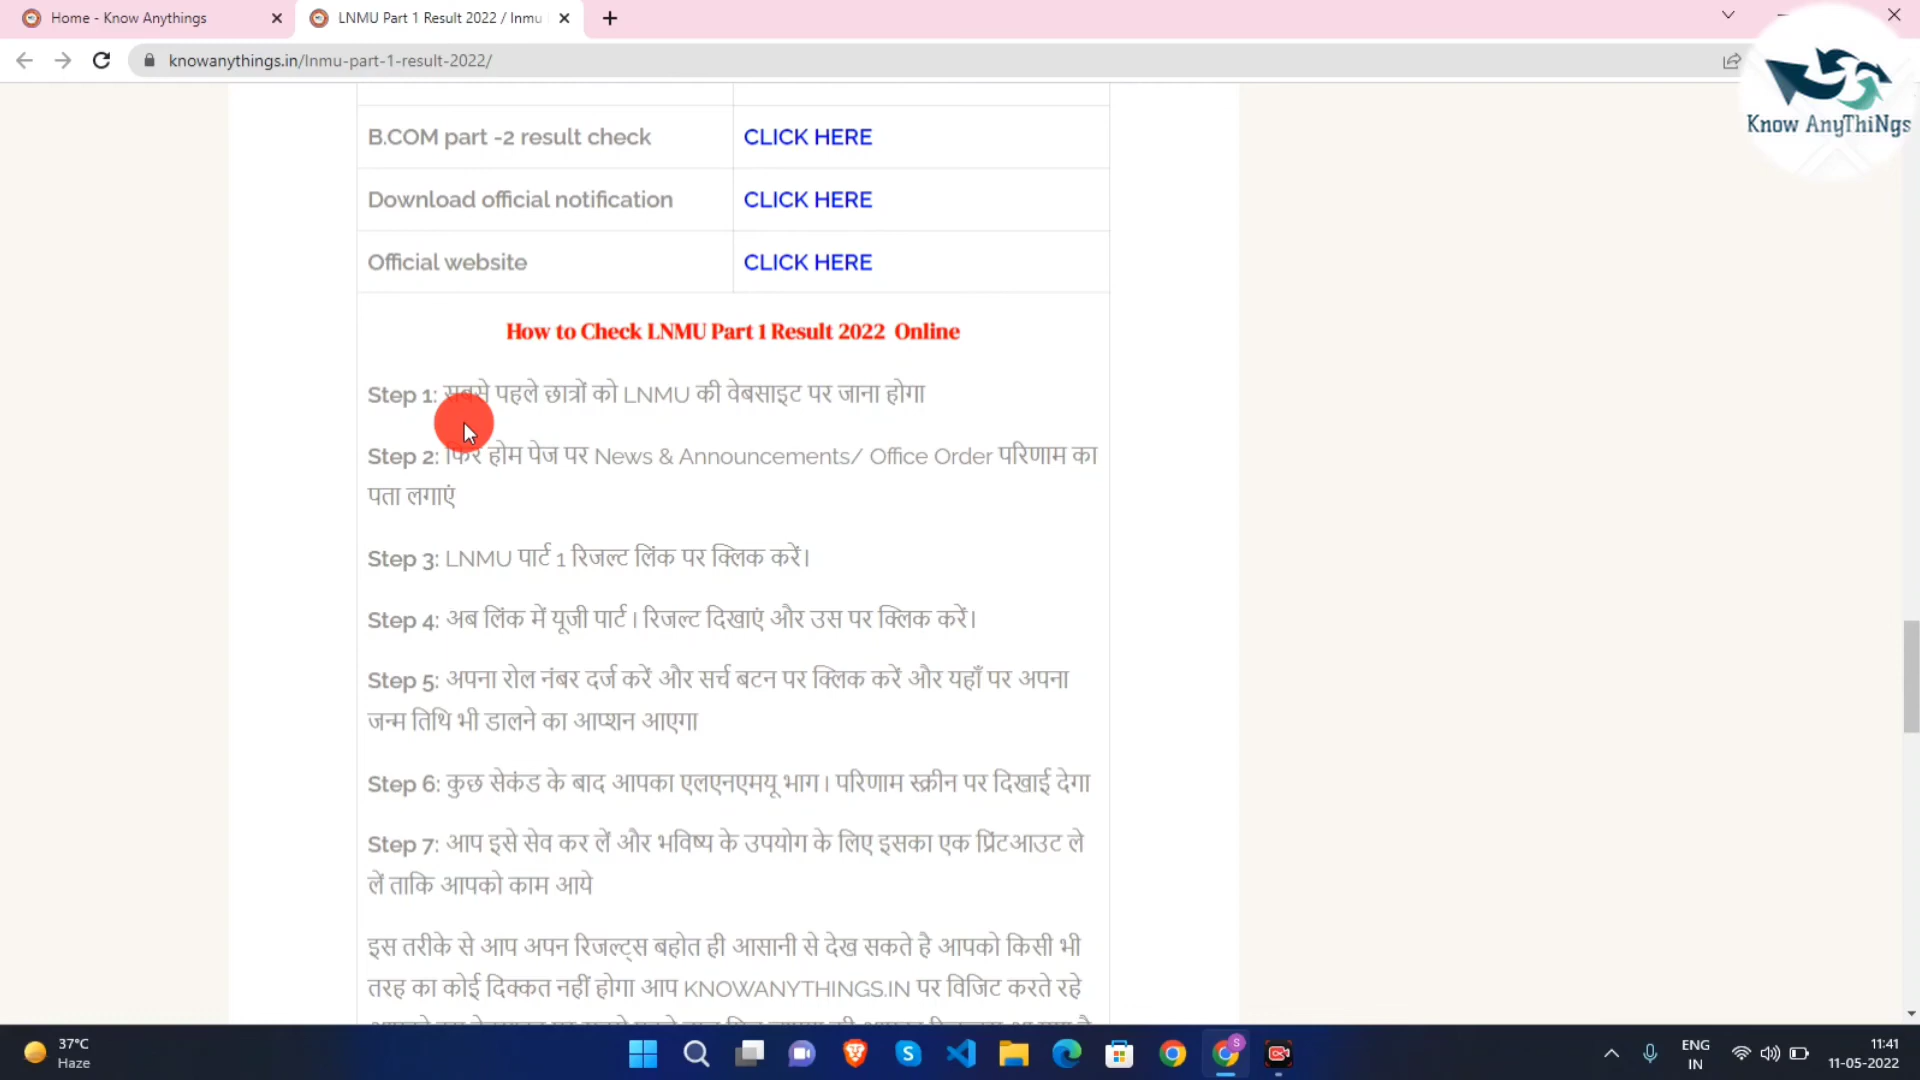 Home - Know Anythings
LNMU Part 1 Result 2022 / lnmu
knowanythings.in/lnmu-part-1-result-2022/
Know AnyThiNgs
B.COM part -2 result check CLICK HERE
Download official notification CLICK HERE
Official website CLICK HERE
How to Check LNMU Part 1 Result 2022 Online
Step 1: सबसे पहले छात्रों को LNMU की वेबसाइट पर जाना होगा
Step 2: फिर होम पेज पर News & Announcements/ Office Order परिणाम का
पता लगाएं
Step 3: LNMU पार्ट 1 रिजल्ट लिंक पर क्लिक करें।
Step 4: अब लिंक में यूजी पार्ट । रिजल्ट दिखाएं और उस पर क्लिक करें।
Step 5: अपना रोल नंबर दर्ज करें और सर्च बटन पर क्लिक करें और यहाँ पर अपना
जन्म तिथि भी डालने का आप्शन आएगा
Step 6: कुछ सेकंड के बाद आपका एलएनएमयू भाग । परिणाम स्क्रीन पर दिखाई देगा
Step 7: आप इसे सेव कर लें और भविष्य के उपयोग के लिए इसका एक प्रिंटआउट ले
लें ताकि आपको काम आये
इस तरीके से आप अपन रिजल्ट्स बहोत ही आसानी से देख सकते है आपको किसी भी
तरह का कोई दिक्कत नहीं होगा आप KNOWANYTHINGS.IN पर विजिट करते रहे
37°C
Haze
S
ENG
IN
11:41
11-05-2022